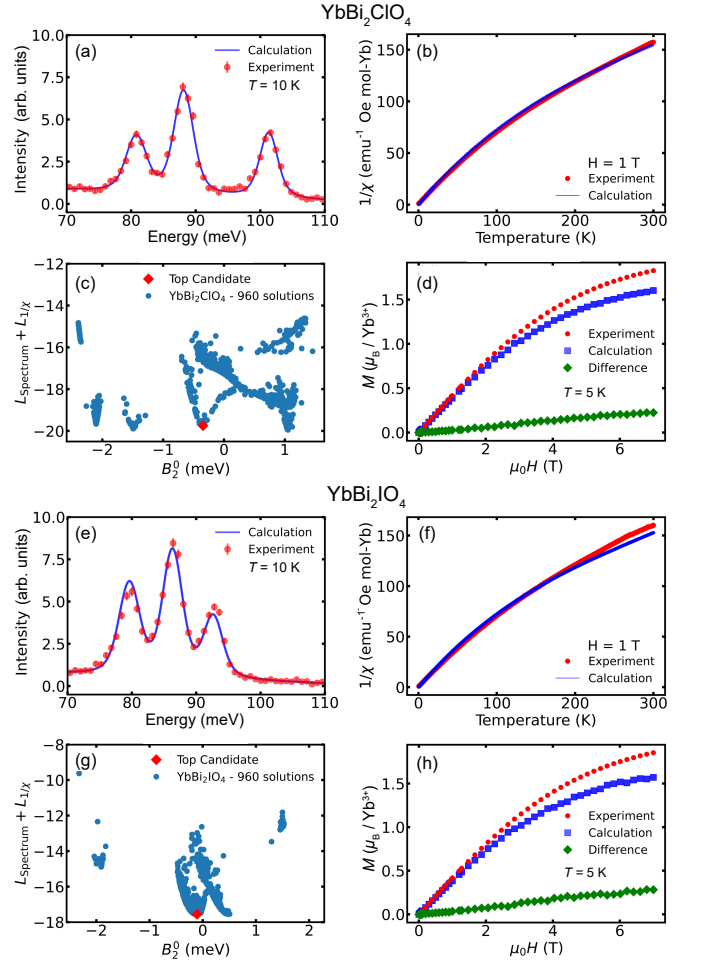 YbBi₂ClO₄
(a)
Calculation
Experiment
T = 10 K
Intensity (arb. units)
10.0
7.5
5.0
2.5
0.0
70 80 90 100 110
Energy (meV)
(b)
H = 1 T
Experiment
Calculation
1/χ (emu⁻¹ Oe mol-Yb)
150
100
50
0
0 100 200 300
Temperature (K)
(c)
Top Candidate
YbBi₂ClO₄ - 960 solutions
L_Spectrum + L_1/χ
−12
−14
−16
−18
−20
−2 −1 0 1
B₂⁰ (meV)
(d)
Experiment
Calculation
Difference
T = 5 K
M (μ_B / Yb³⁺)
1.5
1.0
0.5
0.0
0 2 4 6
μ₀H (T)
YbBi₂IO₄
(e)
Calculation
Experiment
T = 10 K
Intensity (arb. units)
10.0
7.5
5.0
2.5
0.0
70 80 90 100 110
Energy (meV)
(f)
H = 1 T
Experiment
Calculation
1/χ (emu⁻¹ Oe mol-Yb)
150
100
50
0
0 100 200 300
Temperature (K)
(g)
Top Candidate
YbBi₂IO₄ - 960 solutions
L_Spectrum + L_1/χ
−8
−10
−12
−14
−16
−18
−2 −1 0 1 2
B₂⁰ (meV)
(h)
Experiment
Calculation
Difference
T = 5 K
M (μ_B / Yb³⁺)
1.5
1.0
0.5
0.0
0 2 4 6
μ₀H (T)